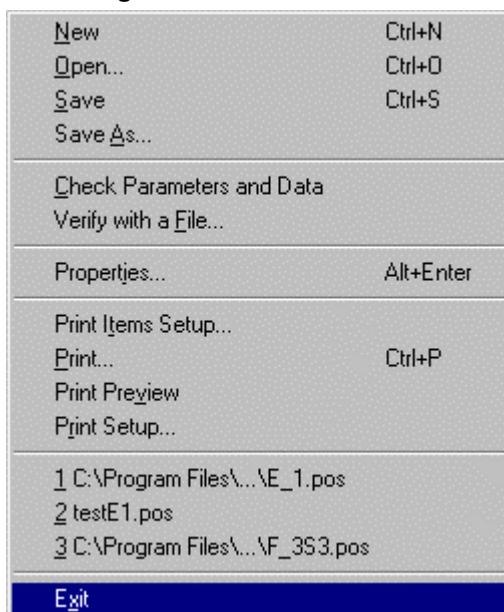 New Ctrl+N
Open... Ctrl+O
Save Ctrl+S
Save As...
Check Parameters and Data
Verify with a File...
Properties... Alt+Enter
Print Items Setup...
Print... Ctrl+P
Print Preview
Print Setup...
1 C:\Program Files\...\E_1.pos
2 testE1.pos
3 C:\Program Files\...\F_3S3.pos
Exit